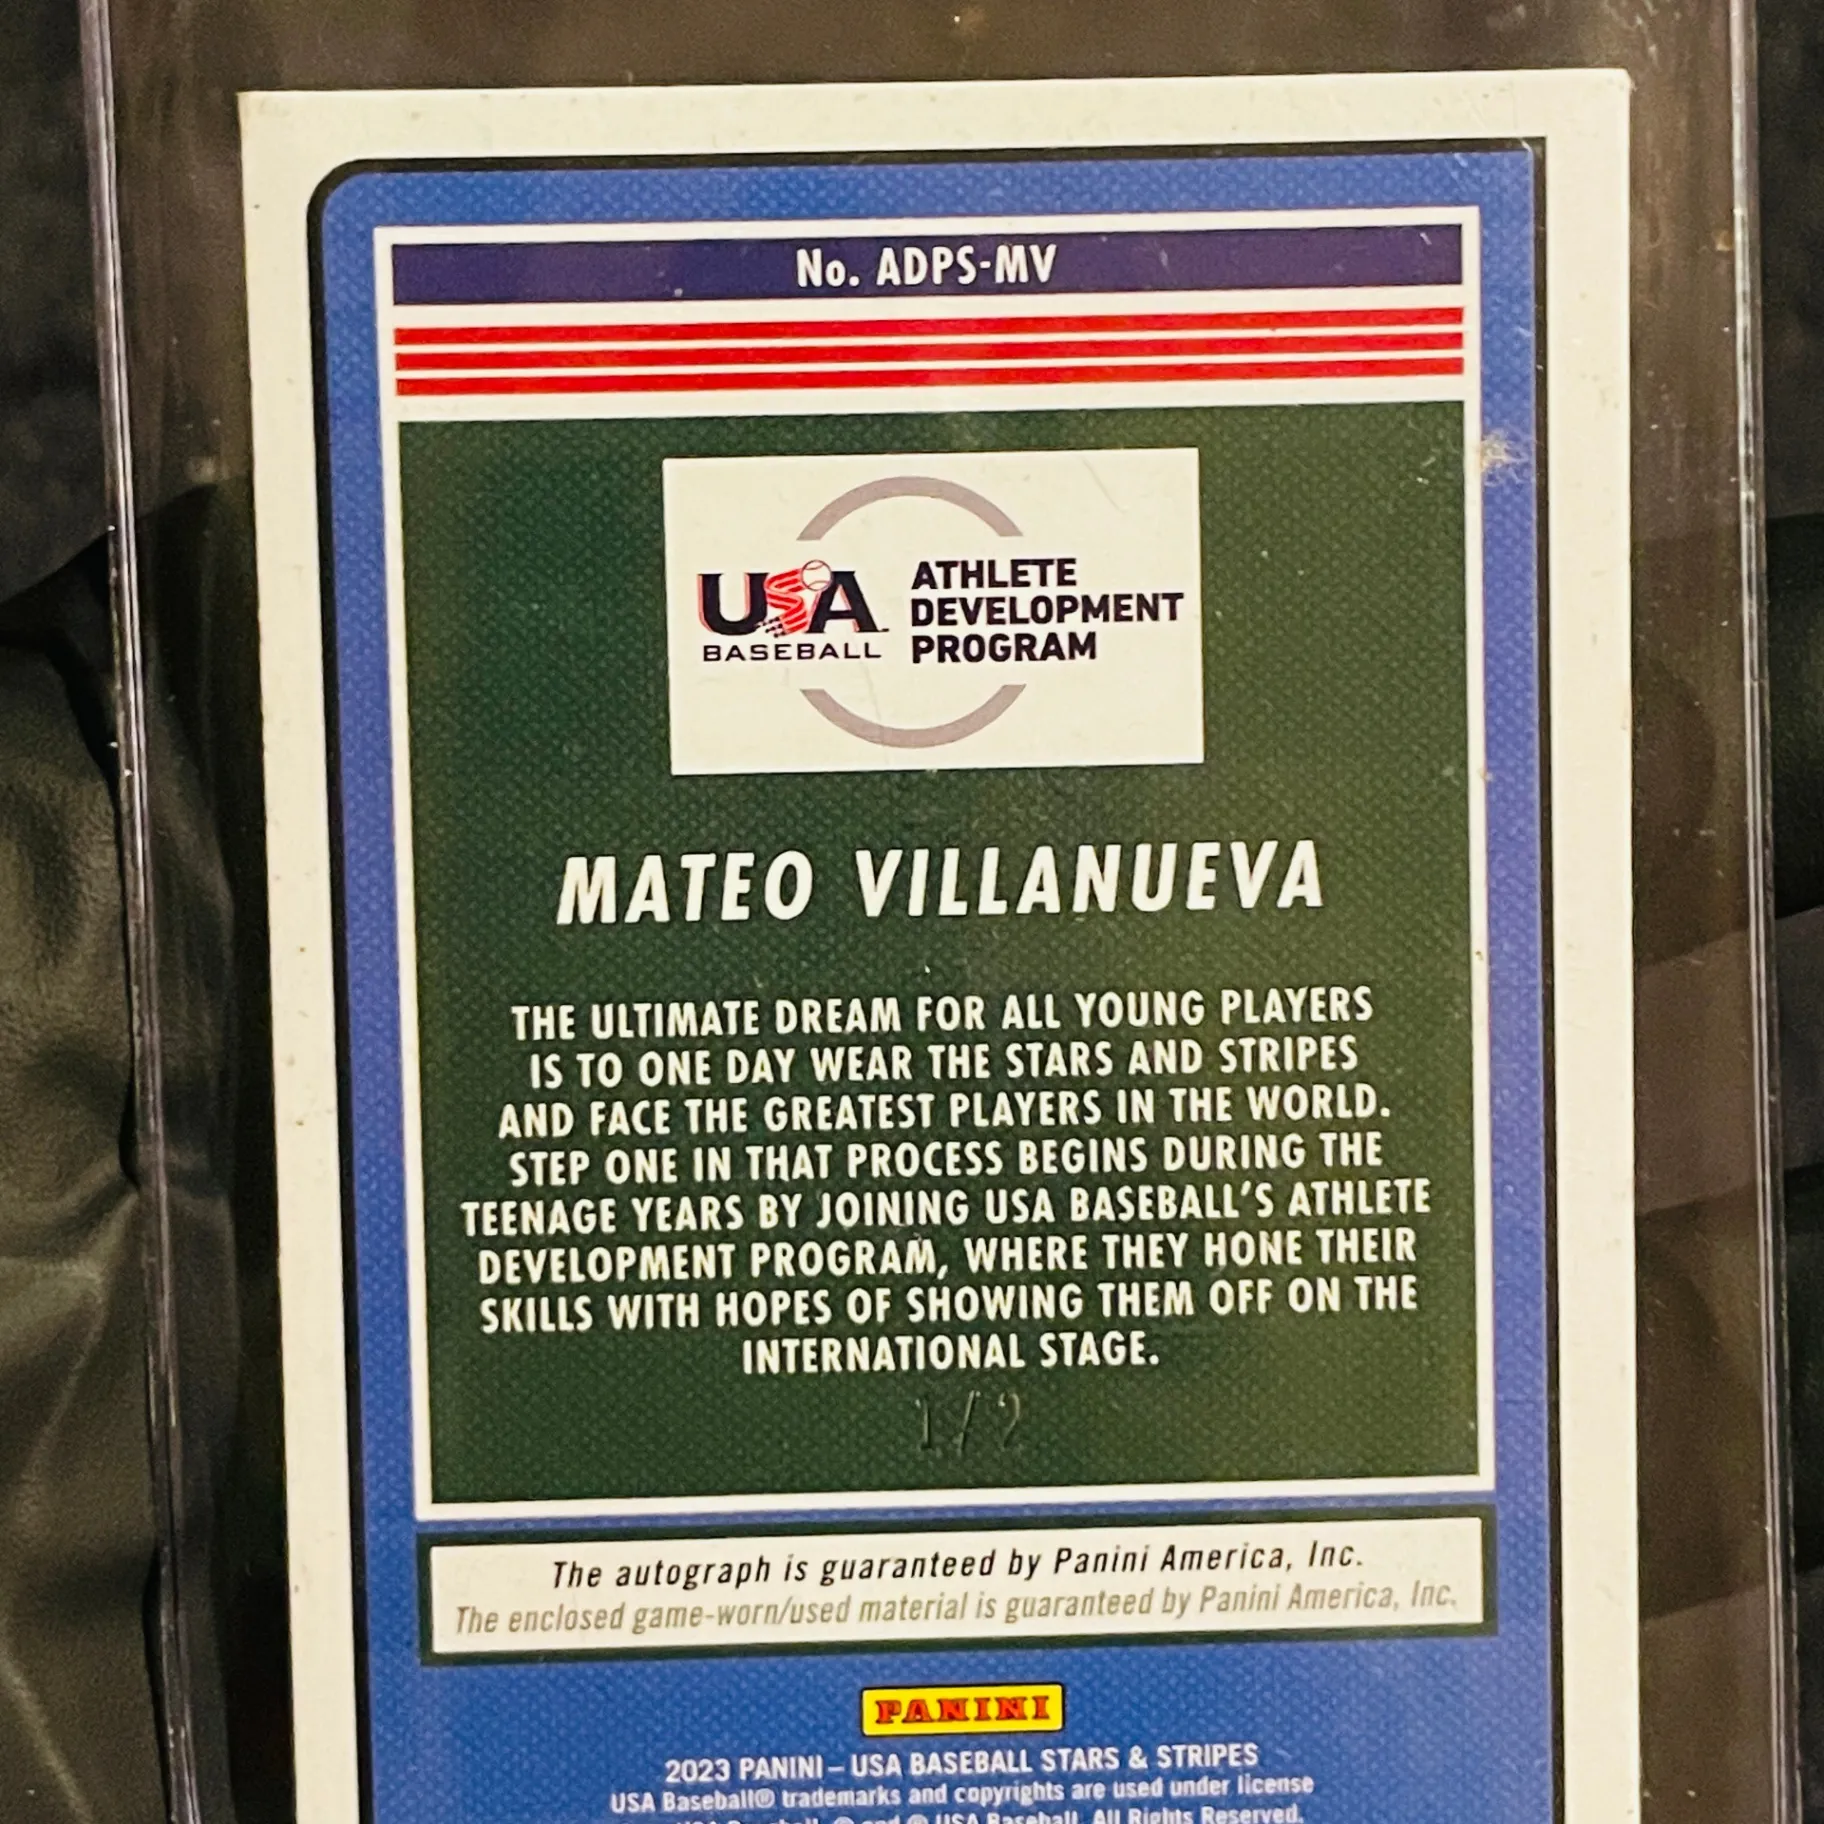 No. ADPS-MV
USA
BASEBALL
ATHLETE
DEVELOPMENT
PROGRAM
MATEO VILLANUEVA
THE ULTIMATE DREAM FOR ALL YOUNG PLAYERS
IS TO ONE DAY WEAR THE STARS AND STRIPES
AND FACE THE GREATEST PLAYERS IN THE WORLD.
STEP ONE IN THAT PROCESS BEGINS DURING THE
TEENAGE YEARS BY JOINING USA BASEBALL'S ATHLETE
DEVELOPMENT PROGRAM, WHERE THEY HONE THEIR
SKILLS WITH HOPES OF SHOWING THEM OFF ON THE
INTERNATIONAL STAGE.
1/2
The autograph is guaranteed by Panini America, Inc.
The enclosed game-worn/used material is guaranteed by Panini America, Inc.
PANINI
2023 PANINI – USA BASEBALL STARS & STRIPES
USA Baseball® trademarks and copyrights are used under license
USA Baseball. All Rights Reserved.